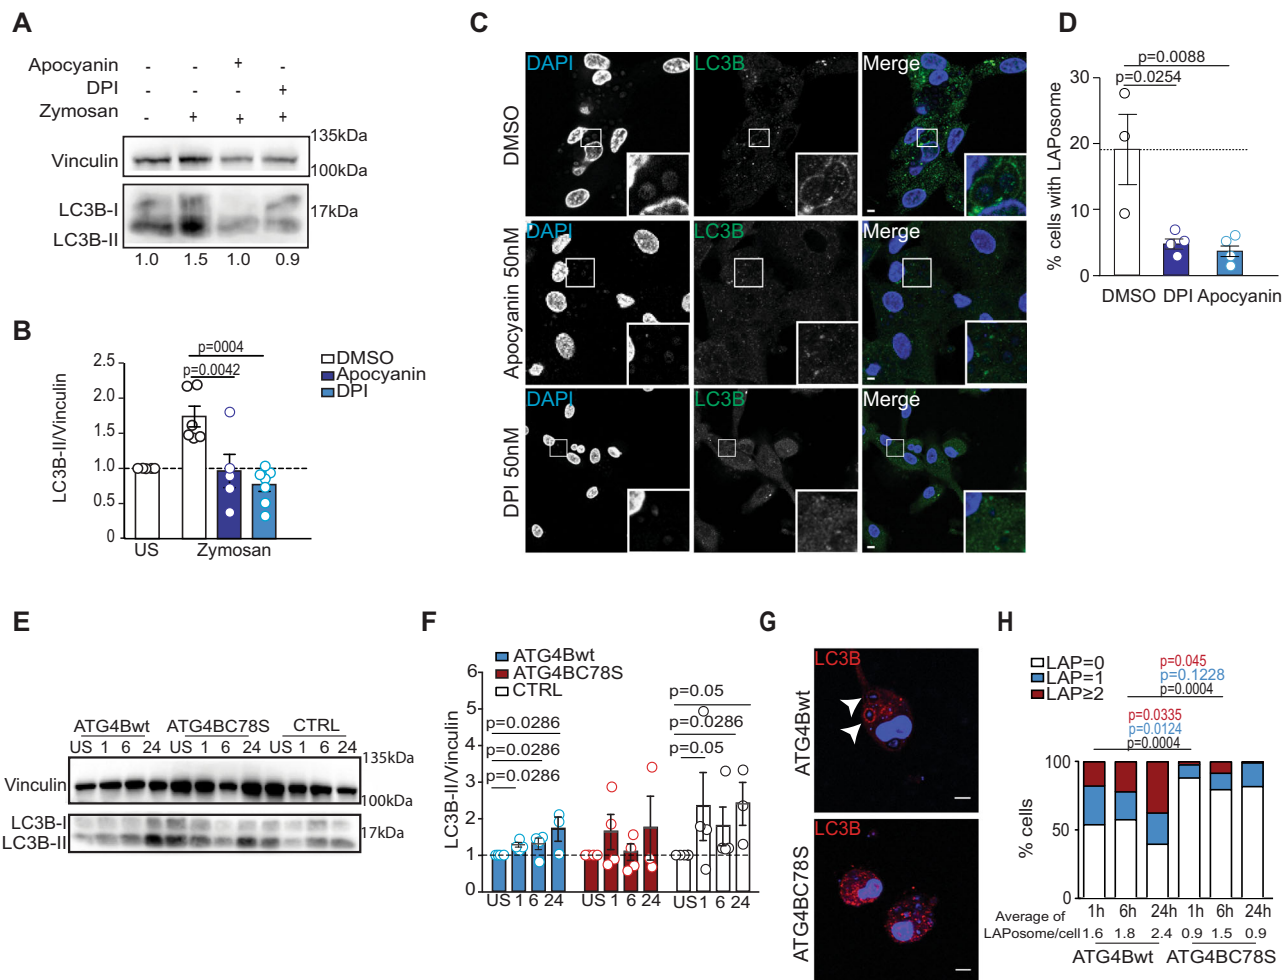 A
Apocyanin - - + -
DPI - - - +
Zymosan - + + +
135kDa
Vinculin
100kDa
LC3B-I
17kDa
LC3B-II
1.0 1.5 1.0 0.9
B
p=0004
p=0.0042
DMSO
Apocyanin
DPI
LC3B-II/Vinculin
2.5
2.0
1.5
1.0
0.5
0
US Zymosan
C
DAPI LC3B Merge
DMSO
DAPI LC3B Merge
Apocyanin 50nM
DAPI LC3B Merge
DPI 50nM
D
p=0.0088
p=0.0254
% cells with LAPosome
30
20
10
0
DMSO DPI Apocyanin
E
ATG4Bwt ATG4BC78S CTRL
US 1 6 24 US 1 6 24 US 1 6 24
135kDa
Vinculin
100kDa
LC3B-I
17kDa
LC3B-II
F
ATG4Bwt
ATG4BC78S
CTRL
LC3B-II/Vinculin
6
5
4
3
2
1
0
p=0.0286
p=0.0286
p=0.0286
p=0.05
p=0.0286
p=0.05
US 1 6 24 US 1 6 24 US 1 6 24
G
LC3B
ATG4Bwt
LC3B
ATG4BC78S
H
LAP=0
LAP=1
LAP≥2
p=0.045
p=0.1228
p=0.0004
p=0.0335
p=0.0124
p=0.0004
% cells
100
50
0
1h 6h 24h 1h 6h 24h
Average of
LAPosome/cell 1.6 1.8 2.4 0.9 1.5 0.9
ATG4Bwt ATG4BC78S